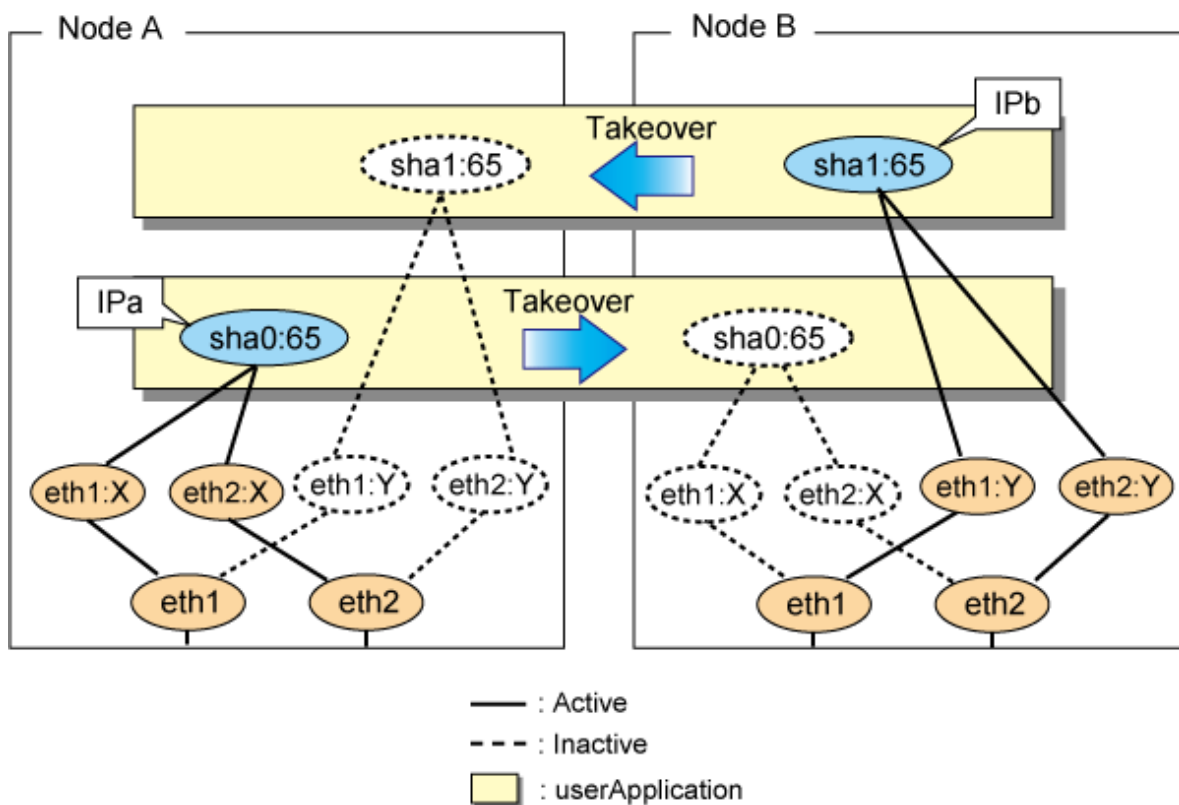 Node A
Node B
IPb
Takeover
sha1:65
sha1:65
IPa
Takeover
sha0:65
sha0:65
eth1:X
eth2:X
eth1:Y
eth2:Y
eth1:X
eth2:X
eth1:Y
eth2:Y
eth1
eth2
eth1
eth2
: Active
: Inactive
: userApplication